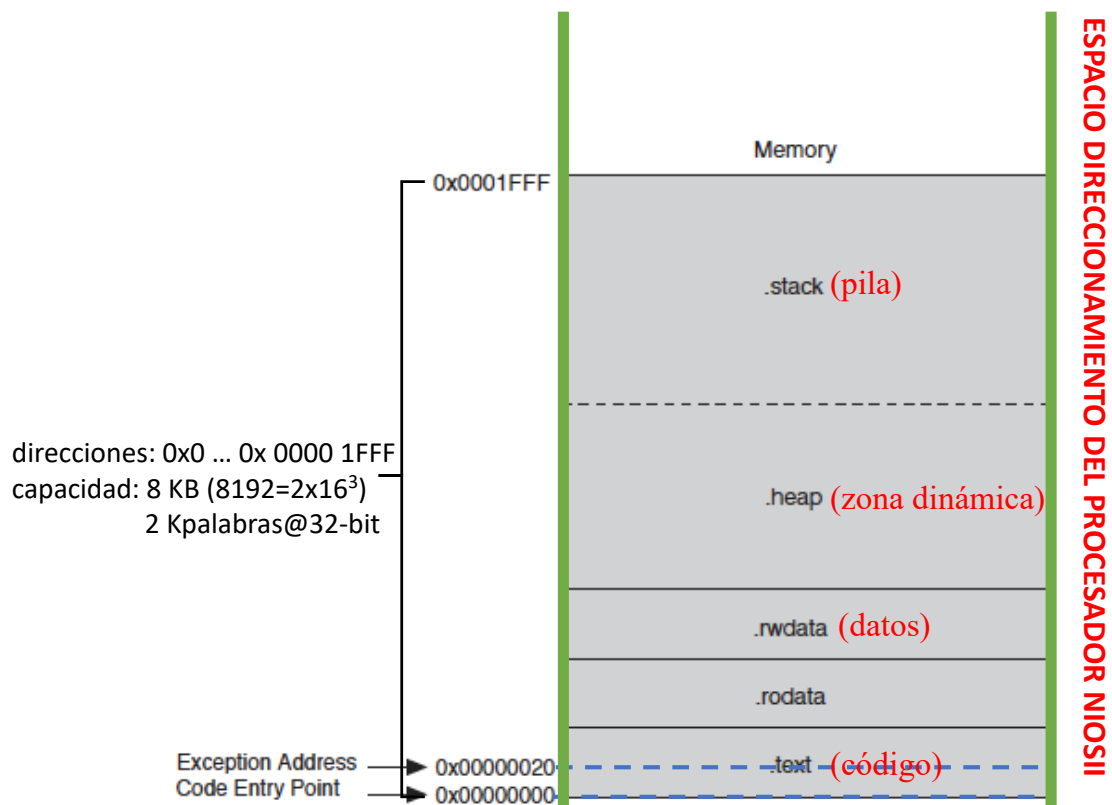 ESPACIO DIRECCIONAMIENTO DEL PROCESADOR NIOSII
Memory
0x0001FFF
.stack (pila)
direcciones: 0x0 ... 0x 0000 1FFF
capacidad: 8 KB (8192=2x16³)
2 Kpalabras@32-bit
.heap (zona dinámica)
.rwdata (datos)
.rodata
Exception Address 0x00000020 .text (código)
Code Entry Point 0x00000000